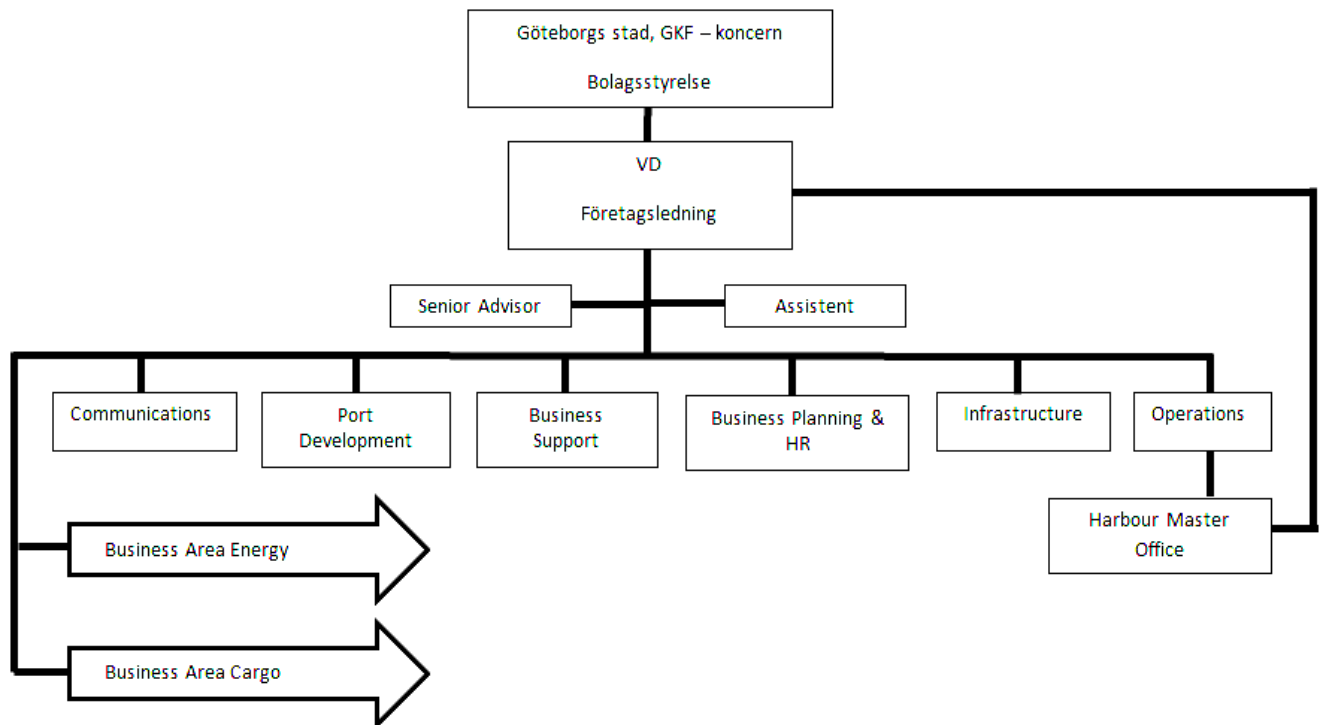 Göteborgs stad, GKF – koncern
Bolagsstyrelse
VD
Företagsledning
Senior Advisor
Assistent
Communications
Port
Development
Business
Support
Business Planning &
HR
Infrastructure
Operations
Harbour Master
Office
Business Area Energy
Business Area Cargo